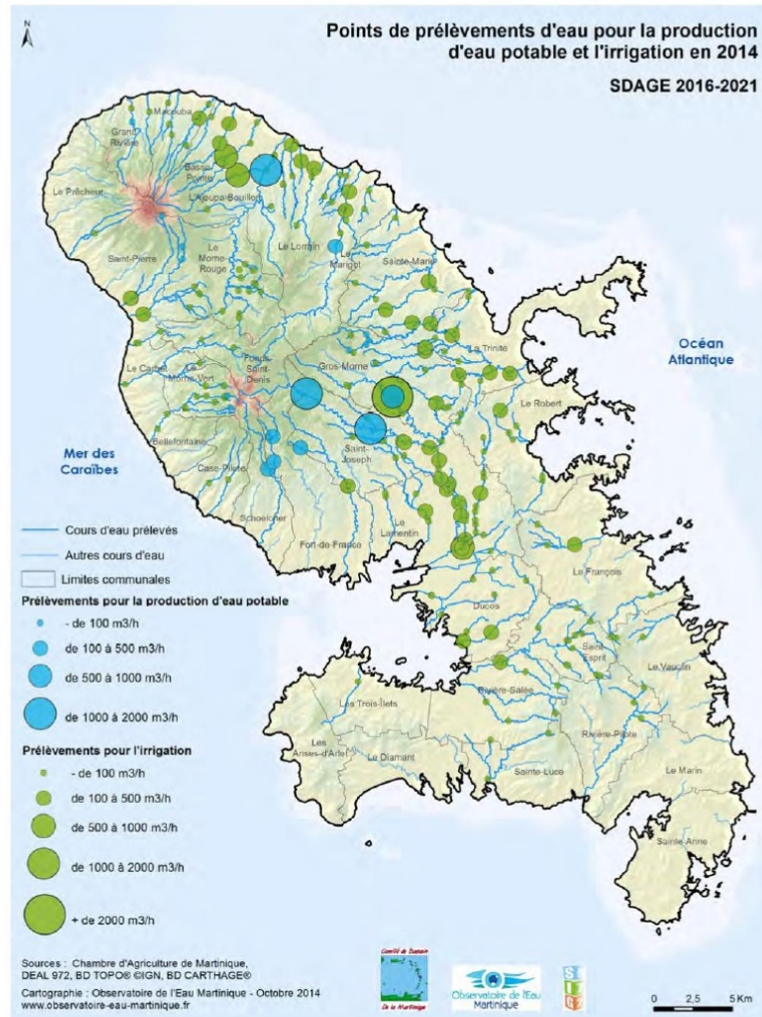 N
Points de prélèvements d'eau pour la production
d'eau potable et l'irrigation en 2014
SDAGE 2016-2021
Macouba
Grand
Rivière
Basse
Pointe
Le Prêcheur
L'Ajoupa-Bouillon
Le Lorrain
Le
Marigot
Sainte-Marie
Saint-Pierre
Le
Morne-
Rouge
Océan
Atlantique
La Trinité
Fonds
Saint-
Denis
Gros-Morne
Le Carbet
Le
Morne-Vert
Le Robert
Mer des
Caraïbes
Bellefontaine
Saint-
Joseph
Case-Pilote
Schoelcher
Fort-de-France
Le
Lamentin
Le François
Ducos
Saint
Esprit
Le Vauclin
Rivière-Salée
Les Trois-Îlets
Rivière-Pilote
Les
Anses-d'Arlet
Le Diamant
Sainte-Luce
Le Marin
Sainte-Anne
Cours d'eau prélevés
Autres cours d'eau
Limites communales
Prélèvements pour la production d'eau potable
- de 100 m3/h
de 100 à 500 m3/h
de 500 à 1000 m3/h
de 1000 à 2000 m3/h
Prélèvements pour l'irrigation
- de 100 m3/h
de 100 à 500 m3/h
de 500 à 1000 m3/h
de 1000 à 2000 m3/h
+ de 2000 m3/h
Sources : Chambre d'Agriculture de Martinique,
DEAL 972, BD TOPO® ©IGN, BD CARTHAGE®
Cartographie : Observatoire de l'Eau Martinique - Octobre 2014
www.observatoire-eau-martinique.fr
Comité de Bassin
De la Martinique
Observatoire de l'Eau
Martinique
0 2,5 5 Km